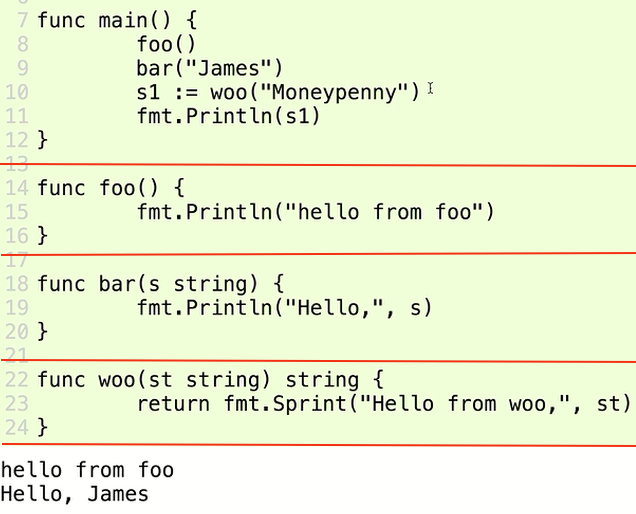 7 func main() {
8 foo()
9 bar("James")
10 s1 := woo("Moneypenny")
11 fmt.Println(s1)
12 }
13
14 func foo() {
15 fmt.Println("hello from foo")
16 }
17
18 func bar(s string) {
19 fmt.Println("Hello,", s)
20 }
21
22 func woo(st string) string {
23 return fmt.Sprint("Hello from woo,", st)
24 }
hello from foo
Hello, James